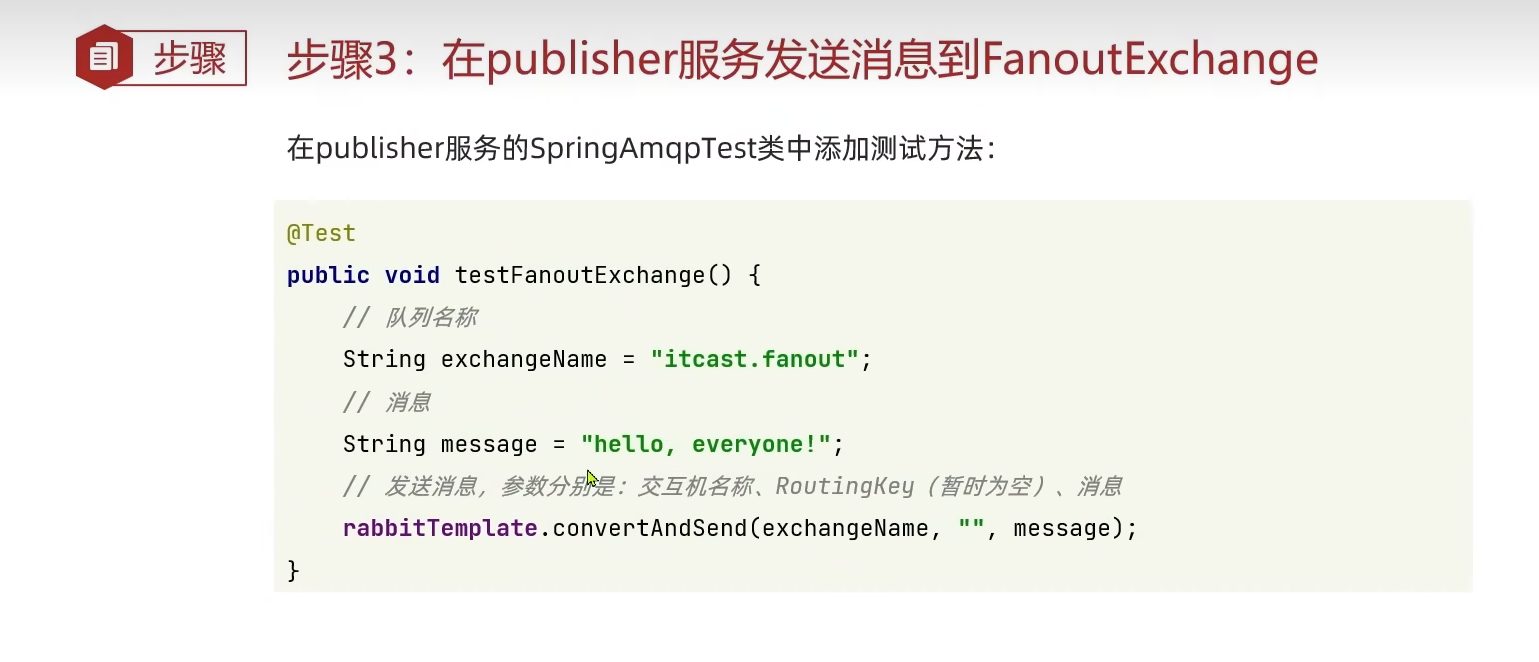 步骤
步骤3：在publisher服务发送消息到FanoutExchange
在publisher服务的SpringAmqpTest类中添加测试方法：
@Test
public void testFanoutExchange() {
    // 队列名称
    String exchangeName = "itcast.fanout";
    // 消息
    String message = "hello, everyone!";
    // 发送消息，参数分别是：交互机名称、RoutingKey（暂时为空）、消息
    rabbitTemplate.convertAndSend(exchangeName, "", message);
}